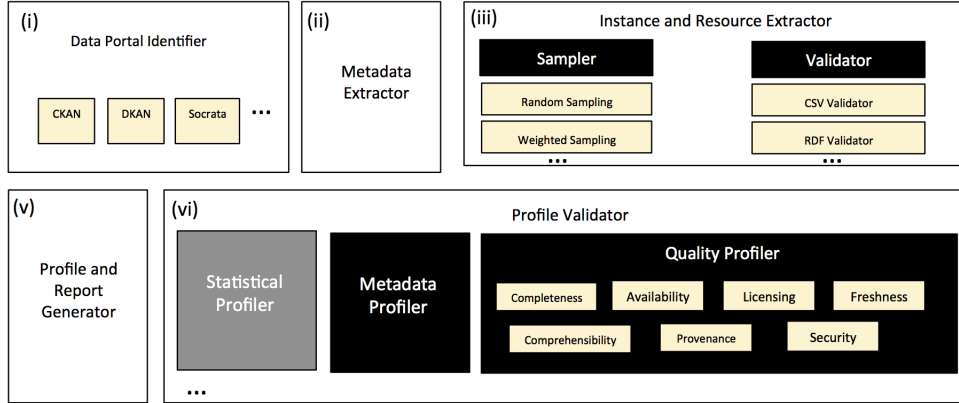 (i)
Data Portal Identifier
CKAN
DKAN
Socrata
...
(ii)
Metadata
Extractor
(iii)
Instance and Resource Extractor
Sampler
Random Sampling
Weighted Sampling
...
Validator
CSV Validator
RDF Validator
...
(v)
Profile and
Report
Generator
(vi)
Profile Validator
Statistical
Profiler
...
Metadata
Profiler
Quality Profiler
Completeness
Availability
Licensing
Freshness
Comprehensibility
Provenance
Security